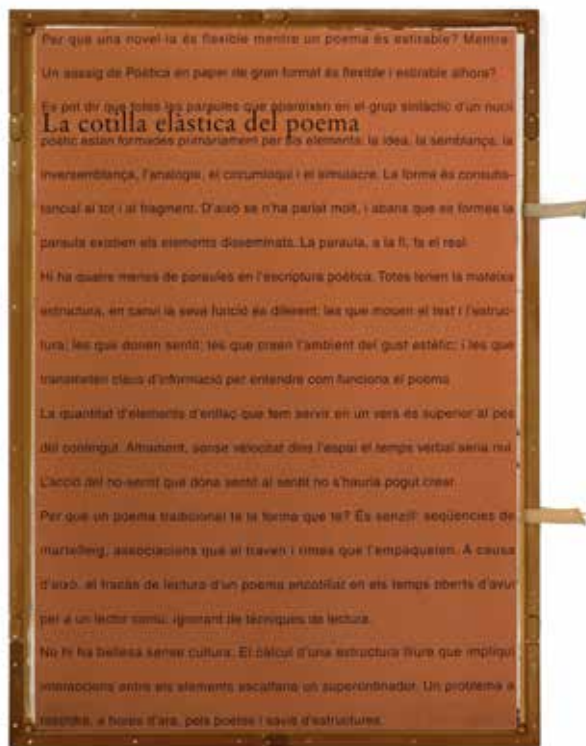 Per què una novel·la és flexible mentre un poema és estirable? Mentre
Un assaig de Poètica en paper de gran format és flexible i estirable alhora?
Es pot dir que totes les paraules que apareixen en el grup sintàctic d'un nucli
La cotilla elàstica del poema
poètic estan formades primàriament per sis elements: la idea, la semblança, la
inversemblança, l'analogia, el circumloqui i el simulacre. La forma és consubs-
tancial al tot i al fragment. D'això se n'ha parlat molt, i abans que es formés la
paraula existien els elements disseminats. La paraula, a la fi, fa el real.
Hi ha quatre menes de paraules en l'escriptura poètica. Totes tenen la mateixa
estructura, en canvi la seva funció és diferent: les que mouen el text i l'estruc-
tura; les que donen sentit; les que creen l'ambient del gust estètic; i les que
transmeten claus d'informació per entendre com funciona el poema.
La quantitat d'elements d'enllaç que fem servir en un vers és superior al pes
del contingut. Altrament, sense velocitat dins l'espai el temps verbal seria nul.
L'acció del no-sentit que dóna sentit al sentit no s'hauria pogut crear.
Per què un poema tradicional té la forma que té? És senzill: seqüències de
martelleig, associacions que el traven i rimes que l'empaqueten. A causa
d'això, el fracàs de lectura d'un poema encotillat en els temps oberts d'avui
per a un lector comú, ignorant de tècniques de lectura.
No hi ha bellesa sense cultura. El càlcul d'una estructura lliure que impliqui
interaccions entre els elements escalfaria un superordinador. Un problema a
resoldre, a hores d'ara, pels poetes i savis d'estructures.